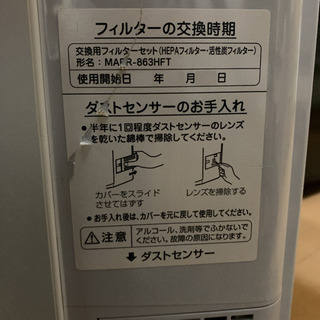 フィルターの交換時期
交換用フィルターセット(HEPAフィルター・活性炭フィルター)
形名：MAPR-863HFT
使用開始日　年　月　日
ダストセンサーのお手入れ
●半年に1回程度ダストセンサーのレンズ
を乾いた綿棒で掃除してください。
カバーをスライド
させてはずす
レンズを掃除する
●お手入れ後は、カバーを元に戻して使用してください。
⚠注意
アルコール、洗剤等でふかないで
ください。故障の原因になります。
↓ダストセンサー